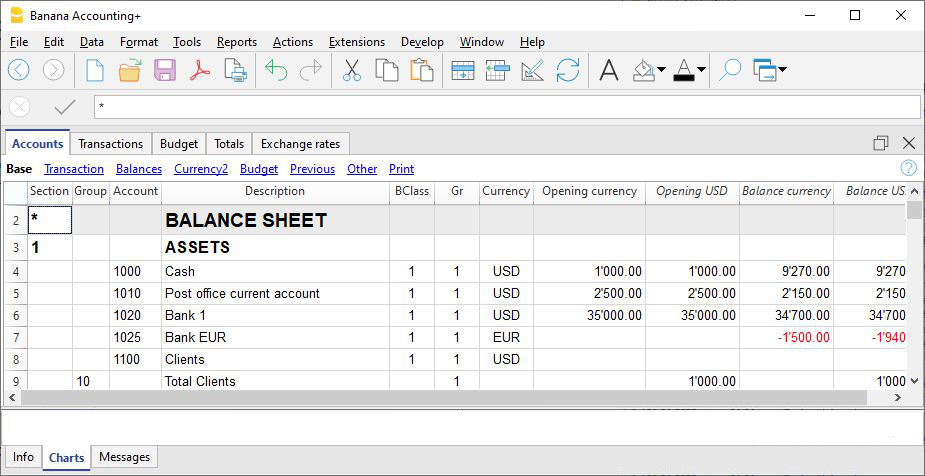 Banana Accounting+
File Edit Data Format Tools Reports Actions Extensions Develop Window Help
*
Accounts Transactions Budget Totals Exchange rates
Base Transaction Balances Currency2 Budget Previous Other Print
Section Group Account Description BClass Gr Currency Opening currency Opening USD Balance currency Balance US
2 * BALANCE SHEET
3 1 ASSETS
4 1000 Cash 1 1 USD 1'000.00 1'000.00 9'270.00 9'270
5 1010 Post office current account 1 1 USD 2'500.00 2'500.00 2'150.00 2'150
6 1020 Bank 1 1 1 USD 35'000.00 35'000.00 34'700.00 34'700
7 1025 Bank EUR 1 1 EUR -1'500.00 -1'940
8 1100 Clients 1 1 USD
9 10 Total Clients 1 1'000.00 1'000
Info Charts Messages